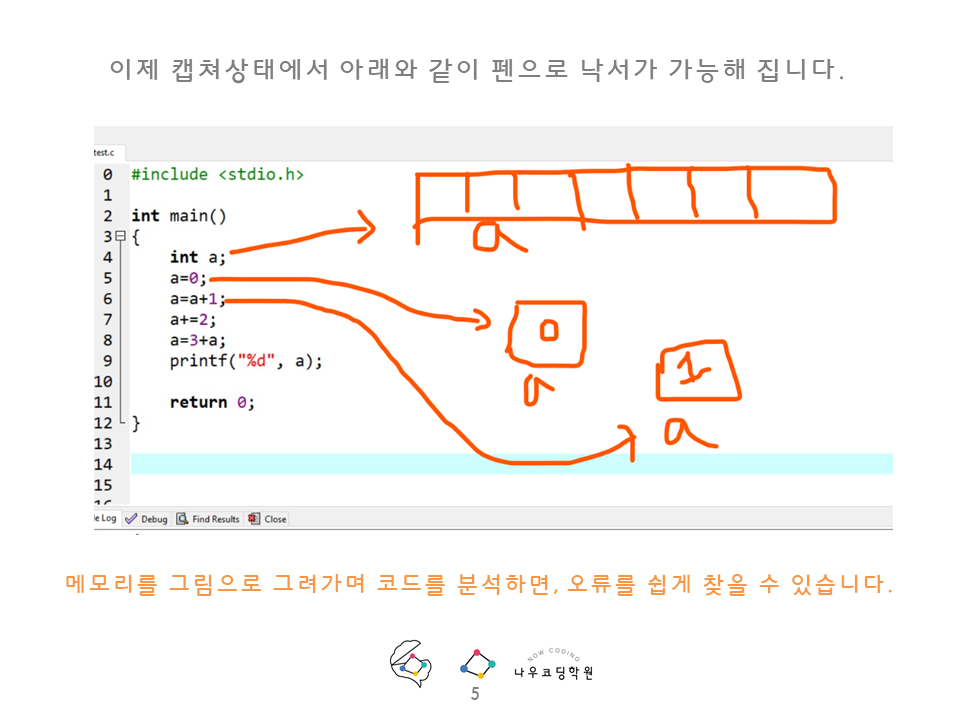 이제 캡쳐상태에서 아래와 같이 펜으로 낙서가 가능해 집니다.
test.c
0 #include <stdio.h>
1
2 int main()
3 {
4 int a;
5 a=0;
6 a=a+1;
7 a+=2;
8 a=3+a;
9 printf("%d", a);
10
11 return 0;
12 }
13
14
15
a
0
a
1
a
le Log Debug Find Results Close
메모리를 그림으로 그려가며 코드를 분석하면, 오류를 쉽게 찾을 수 있습니다.
NOW CODING
나우코딩학원
5